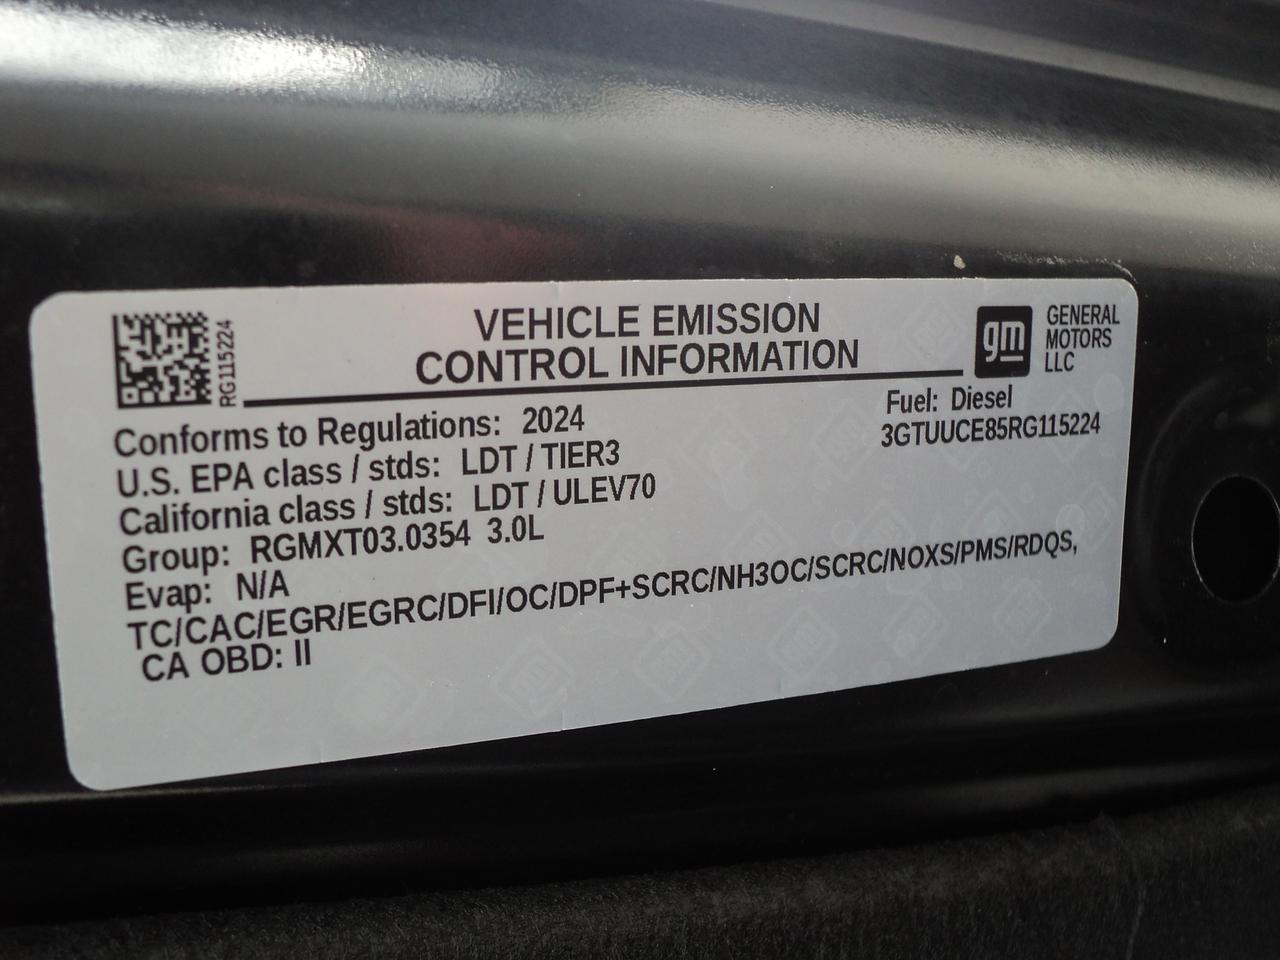 RG115224
VEHICLE EMISSION
CONTROL INFORMATION
gm
GENERAL
MOTORS
LLC
Fuel: Diesel
3GTUUCE85RG115224
Conforms to Regulations: 2024
U.S. EPA class / stds: LDT / TIER3
California class / stds: LDT / ULEV70
Group: RGMXT03.0354 3.0L
Evap: N/A
TC/CAC/EGR/EGRC/DFI/OC/DPF+SCRC/NH3OC/SCRC/NOXS/PMS/RDQS,
CA OBD: II